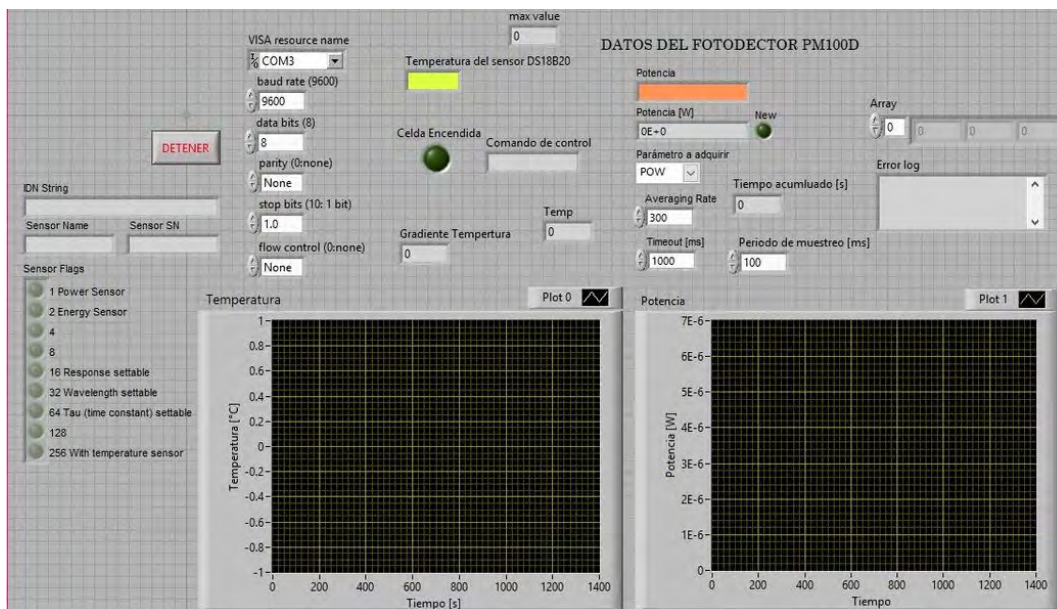 max value
0
VISA resource name
COM3
baud rate (9600)
9600
data bits (8)
8
parity (0:none)
None
stop bits (10: 1 bit)
1.0
flow control (0:none)
None
Temperatura del sensor DS18B20
Celda Encendida
Comando de control
Temp
0
Gradiente Tempertura
0
DETENER
IDN String
Sensor Name
Sensor SN
Sensor Flags
1 Power Sensor
2 Energy Sensor
4
8
16 Response settable
32 Wavelength settable
64 Tau (time constant) settable
128
256 With temperature sensor
DATOS DEL FOTODECTOR PM100D
Potencia
Potencia [W]
0E+0
New
Parámetro a adquirir
POW
Averaging Rate
300
Tiempo acumluado [s]
0
Timeout [ms]
1000
Periodo de muestreo [ms]
100
Array
0
0
0
0
Error log
Temperatura
Plot 0
Temperatura [°C]
1
0.8
0.6
0.4
0.2
0
-0.2
-0.4
-0.6
-0.8
-1
0 200 400 600 800 1000 1200 1400
Tiempo [s]
Potencia
Plot 1
Potencia [W]
7E-6
6E-6
5E-6
4E-6
3E-6
2E-6
1E-6
0
0 200 400 600 800 1000 1200 1400
Tiempo